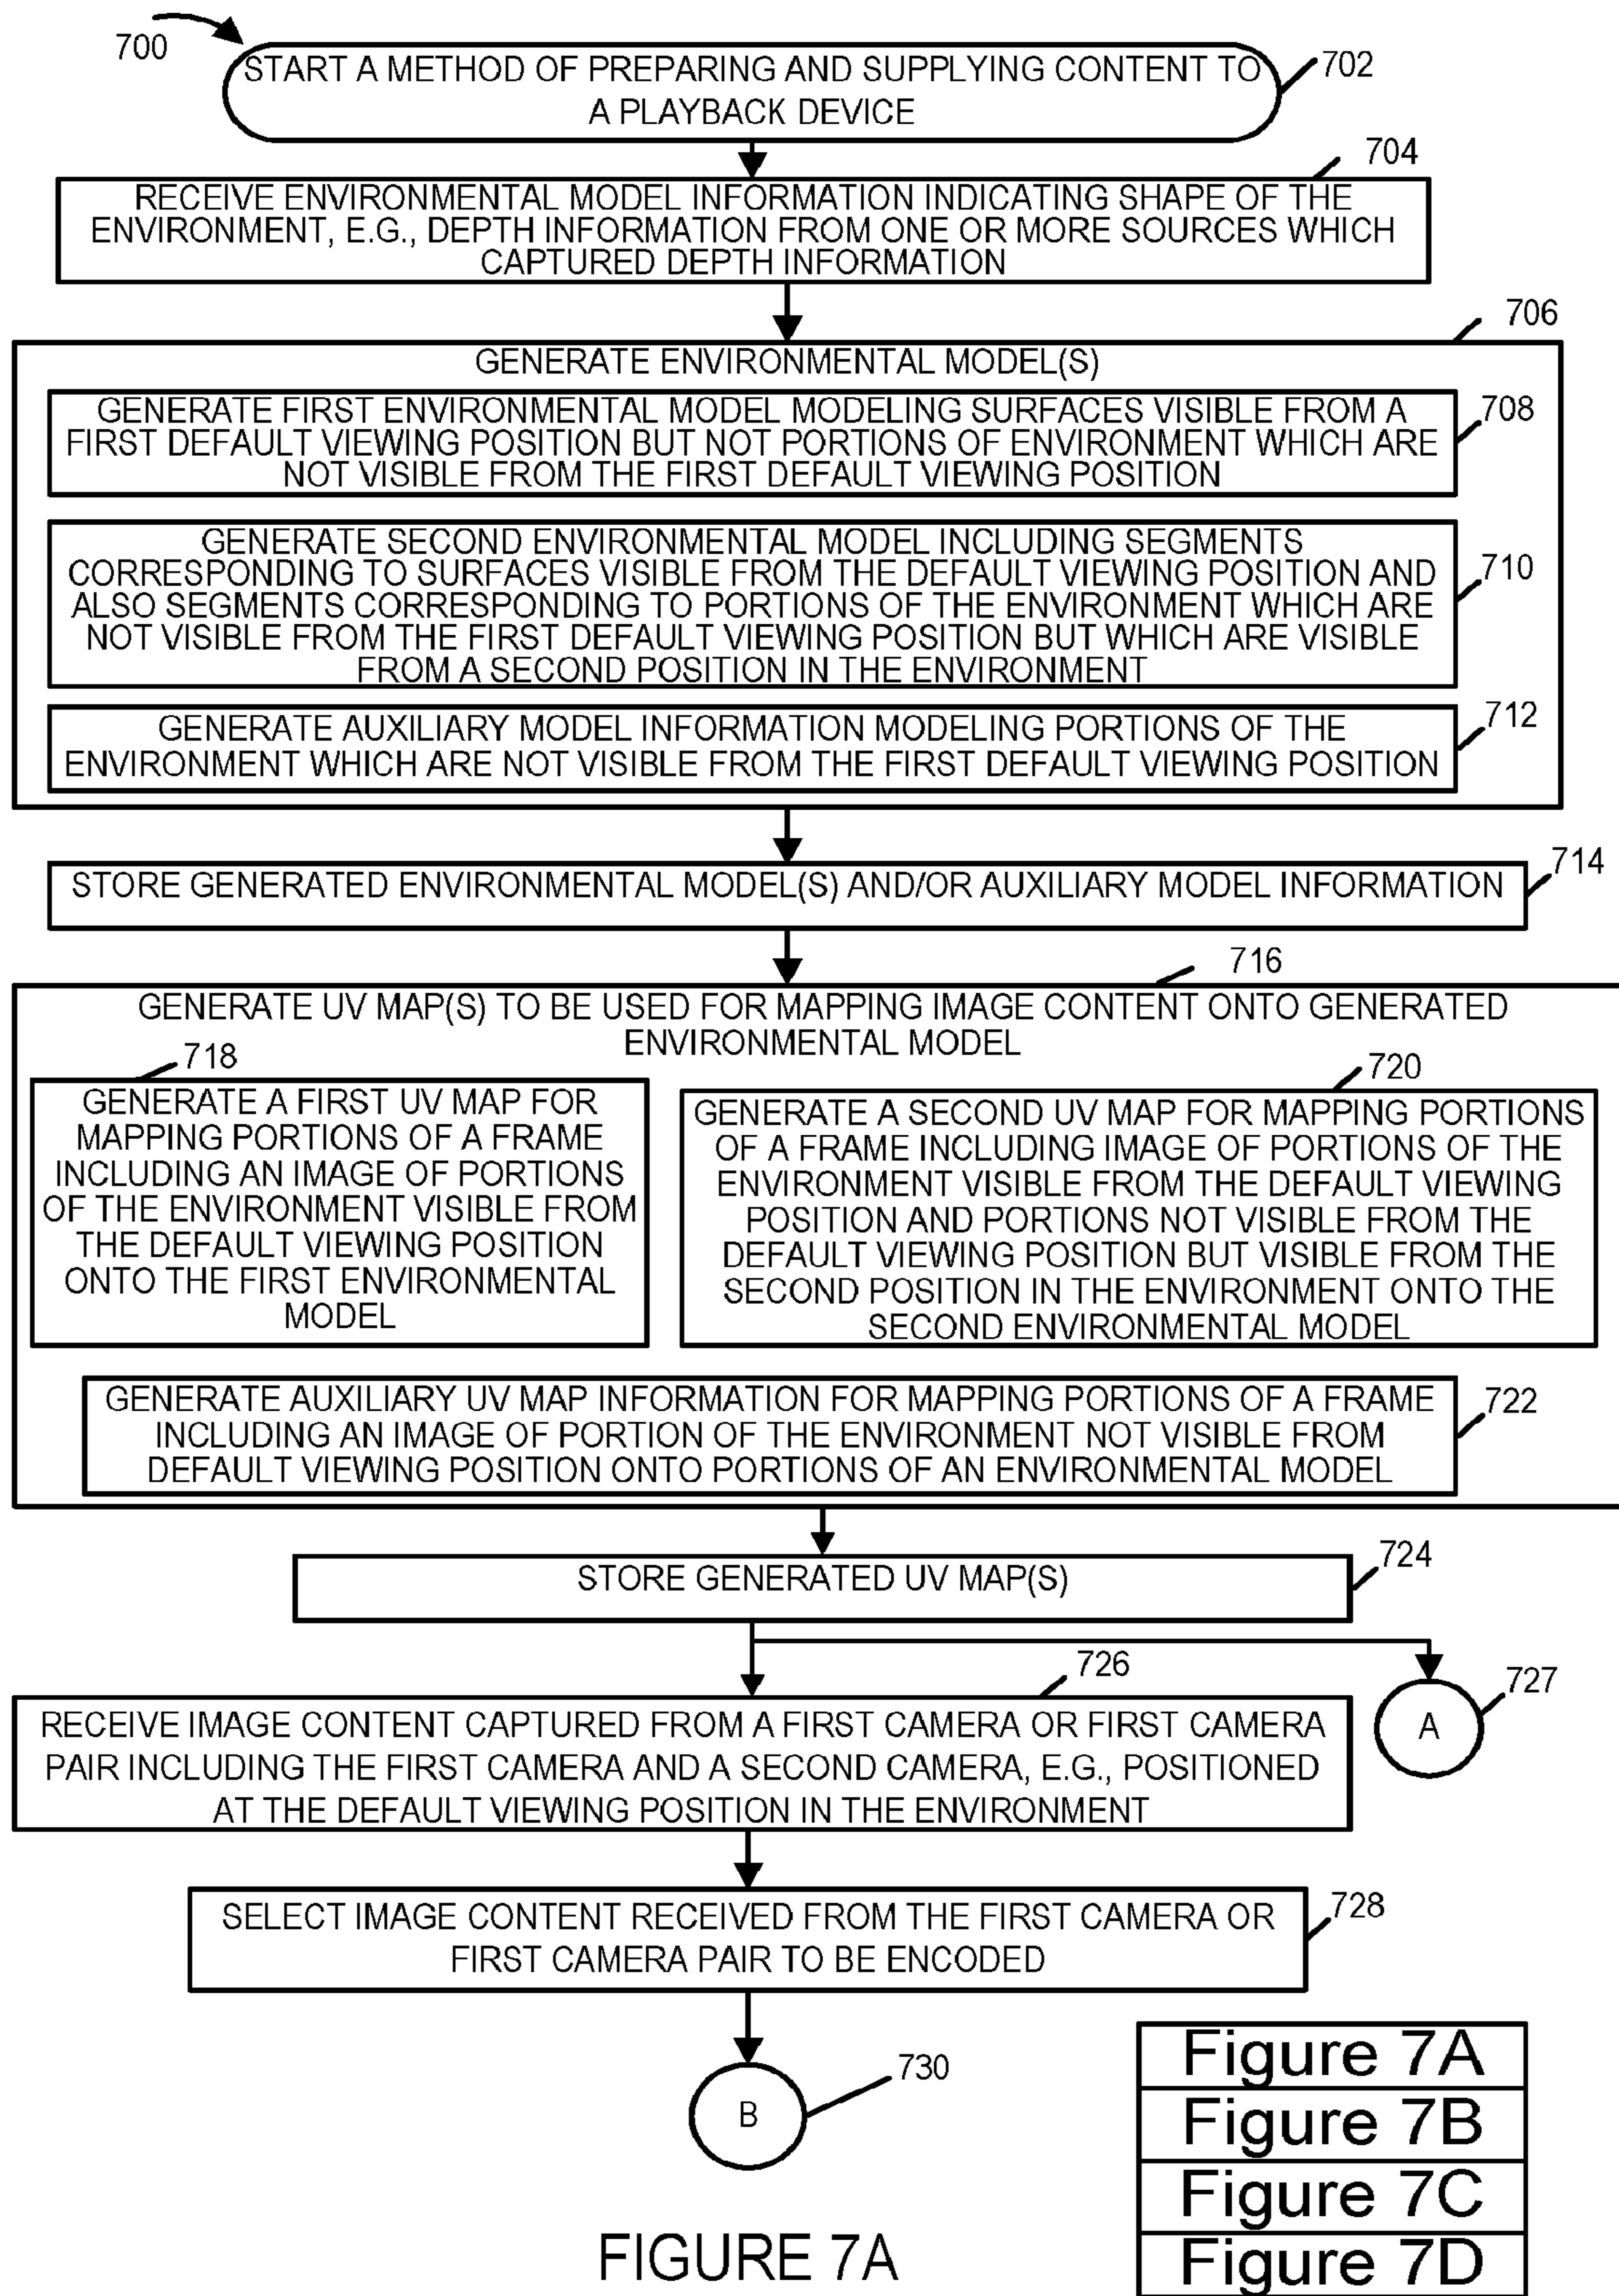 700
START A METHOD OF PREPARING AND SUPPLYING CONTENT TO
A PLAYBACK DEVICE
702
704
RECEIVE ENVIRONMENTAL MODEL INFORMATION INDICATING SHAPE OF THE
ENVIRONMENT, E.G., DEPTH INFORMATION FROM ONE OR MORE SOURCES WHICH
CAPTURED DEPTH INFORMATION
706
GENERATE ENVIRONMENTAL MODEL(S)
GENERATE FIRST ENVIRONMENTAL MODEL MODELING SURFACES VISIBLE FROM A
FIRST DEFAULT VIEWING POSITION BUT NOT PORTIONS OF ENVIRONMENT WHICH ARE
NOT VISIBLE FROM THE FIRST DEFAULT VIEWING POSITION
708
GENERATE SECOND ENVIRONMENTAL MODEL INCLUDING SEGMENTS
CORRESPONDING TO SURFACES VISIBLE FROM THE DEFAULT VIEWING POSITION AND
ALSO SEGMENTS CORRESPONDING TO PORTIONS OF THE ENVIRONMENT WHICH ARE
NOT VISIBLE FROM THE FIRST DEFAULT VIEWING POSITION BUT WHICH ARE VISIBLE
FROM A SECOND POSITION IN THE ENVIRONMENT
710
GENERATE AUXILIARY MODEL INFORMATION MODELING PORTIONS OF THE
ENVIRONMENT WHICH ARE NOT VISIBLE FROM THE FIRST DEFAULT VIEWING POSITION
712
STORE GENERATED ENVIRONMENTAL MODEL(S) AND/OR AUXILIARY MODEL INFORMATION
714
716
GENERATE UV MAP(S) TO BE USED FOR MAPPING IMAGE CONTENT ONTO GENERATED
ENVIRONMENTAL MODEL
718
GENERATE A FIRST UV MAP FOR
MAPPING PORTIONS OF A FRAME
INCLUDING AN IMAGE OF PORTIONS
OF THE ENVIRONMENT VISIBLE FROM
THE DEFAULT VIEWING POSITION
ONTO THE FIRST ENVIRONMENTAL
MODEL
720
GENERATE A SECOND UV MAP FOR MAPPING PORTIONS
OF A FRAME INCLUDING IMAGE OF PORTIONS OF THE
ENVIRONMENT VISIBLE FROM THE DEFAULT VIEWING
POSITION AND PORTIONS NOT VISIBLE FROM THE
DEFAULT VIEWING POSITION BUT VISIBLE FROM THE
SECOND POSITION IN THE ENVIRONMENT ONTO THE
SECOND ENVIRONMENTAL MODEL
GENERATE AUXILIARY UV MAP INFORMATION FOR MAPPING PORTIONS OF A FRAME
INCLUDING AN IMAGE OF PORTION OF THE ENVIRONMENT NOT VISIBLE FROM
DEFAULT VIEWING POSITION ONTO PORTIONS OF AN ENVIRONMENTAL MODEL
722
STORE GENERATED UV MAP(S)
724
726
RECEIVE IMAGE CONTENT CAPTURED FROM A FIRST CAMERA OR FIRST CAMERA
PAIR INCLUDING THE FIRST CAMERA AND A SECOND CAMERA, E.G., POSITIONED
AT THE DEFAULT VIEWING POSITION IN THE ENVIRONMENT
A
727
SELECT IMAGE CONTENT RECEIVED FROM THE FIRST CAMERA OR
FIRST CAMERA PAIR TO BE ENCODED
728
B
730
Figure 7A
Figure 7B
Figure 7C
Figure 7D
FIGURE 7A